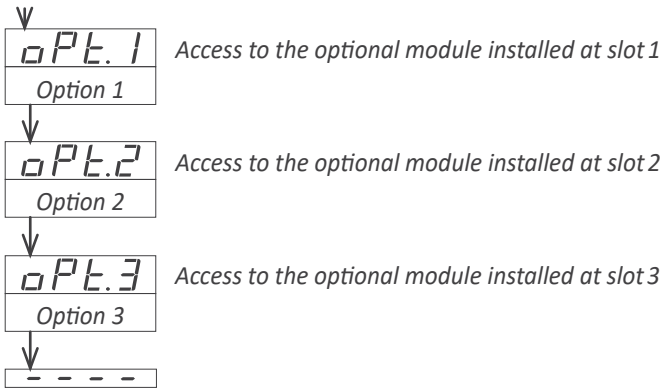 oPt.1 Access to the optional module installed at slot 1
Option 1
oPt.2 Access to the optional module installed at slot 2
Option 2
oPt.3 Access to the optional module installed at slot 3
Option 3
- - - -